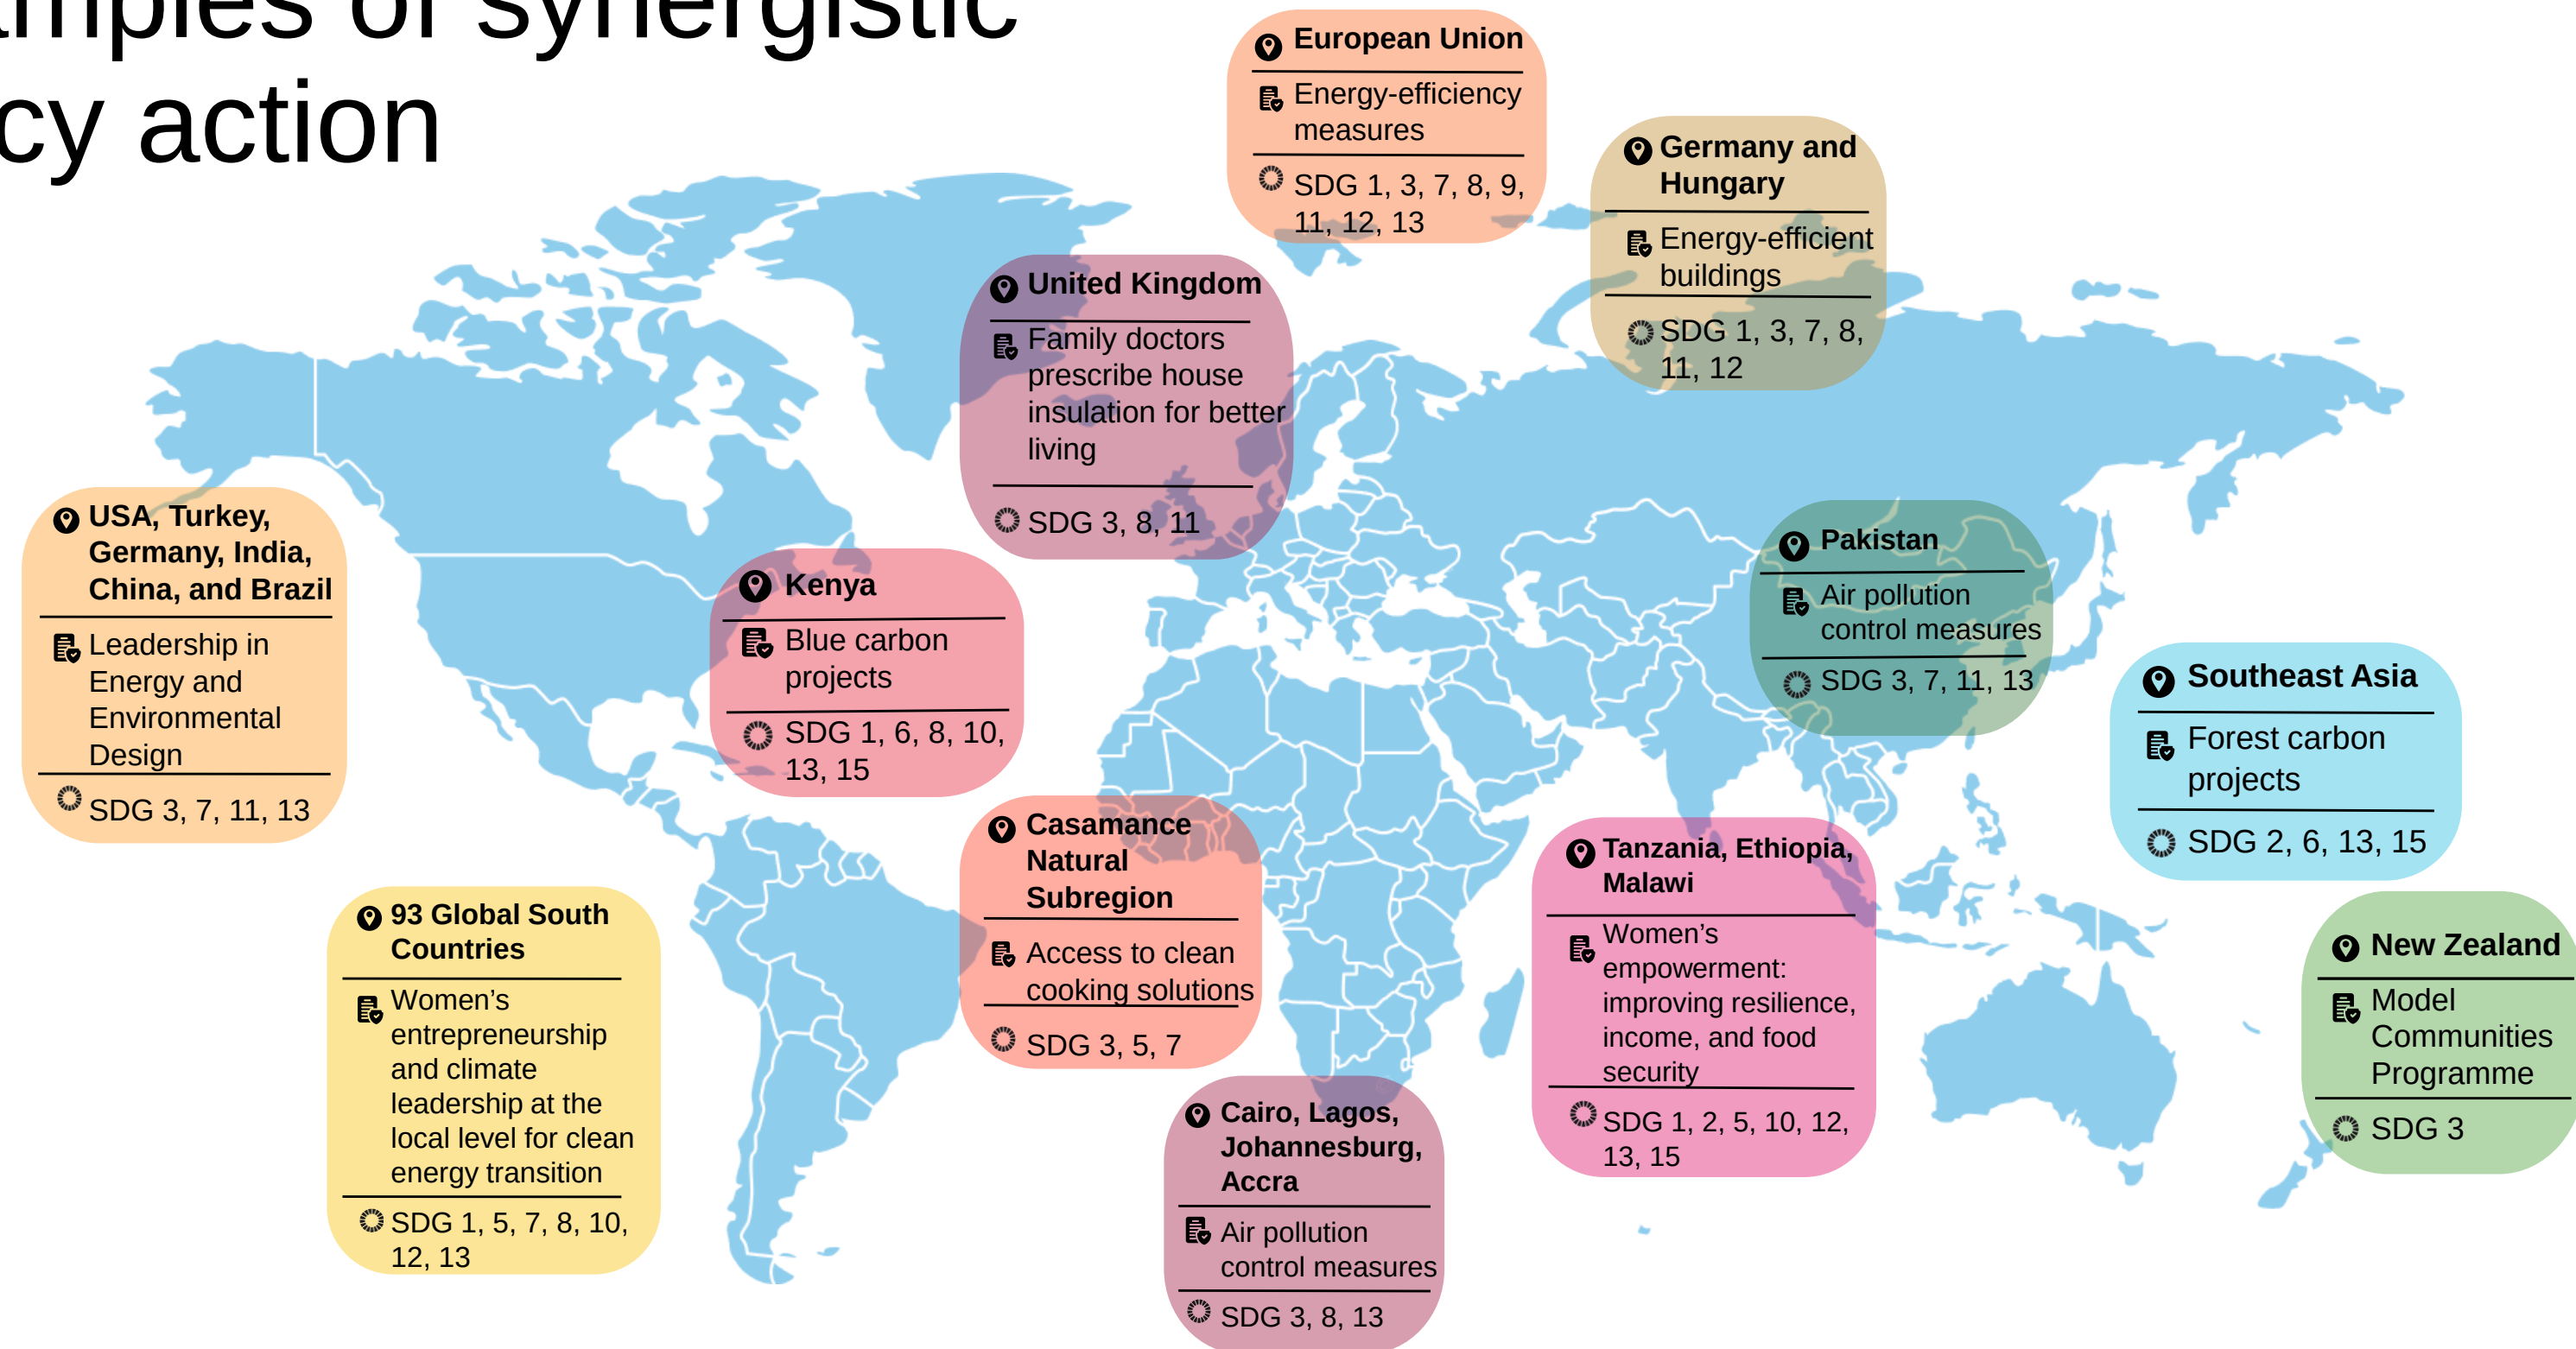 amples of synergistic
cy action
European Union
Energy-efficiency
measures
SDG 1, 3, 7, 8, 9,
11, 12, 13
Germany and
Hungary
Energy-efficient
buildings
SDG 1, 3, 7, 8,
11, 12
United Kingdom
Family doctors
prescribe house
insulation for better
living
SDG 3, 8, 11
USA, Turkey,
Germany, India,
China, and Brazil
Leadership in
Energy and
Environmental
Design
SDG 3, 7, 11, 13
Kenya
Blue carbon
projects
SDG 1, 6, 8, 10,
13, 15
Pakistan
Air pollution
control measures
SDG 3, 7, 11, 13
Southeast Asia
Forest carbon
projects
SDG 2, 6, 13, 15
Casamance
Natural
Subregion
Access to clean
cooking solutions
SDG 3, 5, 7
Tanzania, Ethiopia,
Malawi
Women’s
empowerment:
improving resilience,
income, and food
security
SDG 1, 2, 5, 10, 12,
13, 15
93 Global South
Countries
Women’s
entrepreneurship
and climate
leadership at the
local level for clean
energy transition
SDG 1, 5, 7, 8, 10,
12, 13
New Zealand
Model
Communities
Programme
SDG 3
Cairo, Lagos,
Johannesburg,
Accra
Air pollution
control measures
SDG 3, 8, 13